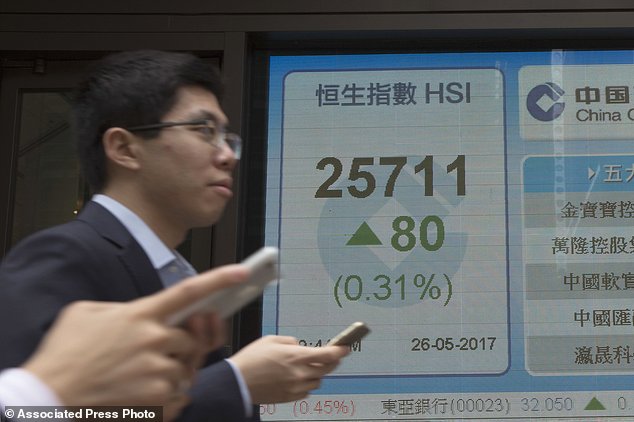 恒生指數 HSI
25711
▲ 80
(0.31%)
26-05-2017
中国
China
金寶寶控
萬隆控股集
中國軟
中國匯
瀛晟科
(0.45%) 東亞銀行(00023) 32.050 ▲ 0.
© Associated Press Photo